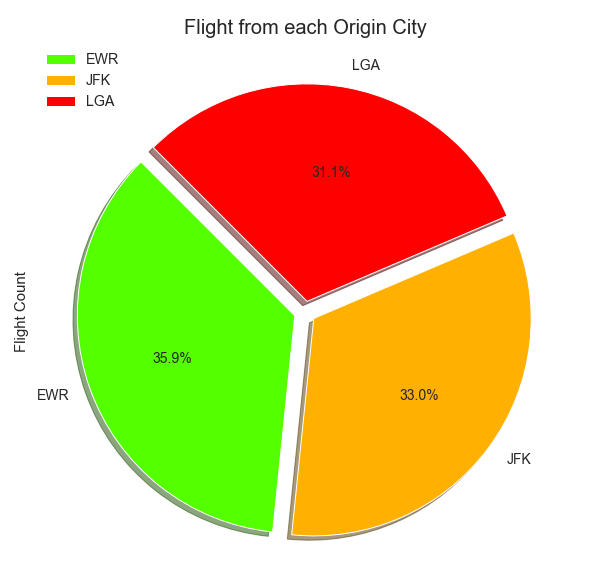 Flight from each Origin City
EWR
JFK
LGA
LGA
31.1%
Flight Count
35.9%
EWR
33.0%
JFK